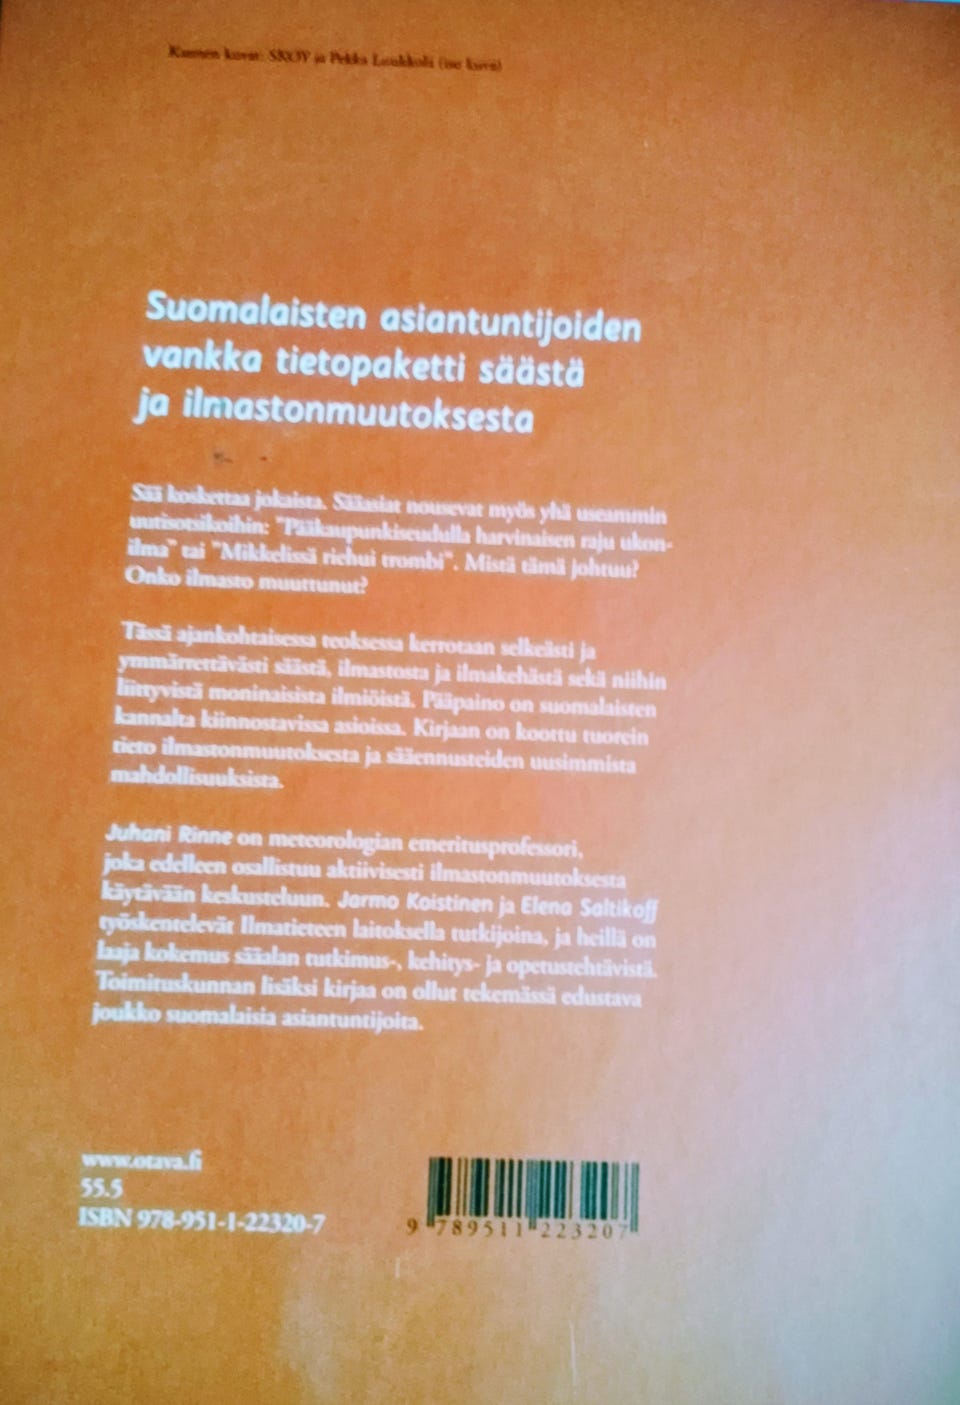 Kannen kuvat: SKOY ja Pekka Luukkola (iso kuva)
Suomalaisten asiantuntijoiden
vankka tietopaketti säästä
ja ilmastonmuutoksesta
Sää koskettaa jokaista. Sääasiat nousevat myös yhä useammin
uutisotsikoihin: "Pääkaupunkiseudulla harvinaisen raju ukon-
ilma" tai "Mikkelissä riehui trombi". Mistä tämä johtuu?
Onko ilmasto muuttunut?
Tässä ajankohtaisessa teoksessa kerrotaan selkeästi ja
ymmärrettävästi säästä, ilmastosta ja ilmakehästä sekä niihin
liittyvistä moninaisista ilmiöistä. Pääpaino on suomalaisten
kannalta kiinnostavissa asioissa. Kirjaan on koottu tuorein
tieto ilmastonmuutoksesta ja sääennusteiden uusimmista
mahdollisuuksista.
Juhani Rinne on meteorologian emeritusprofessori,
joka edelleen osallistuu aktiivisesti ilmastonmuutoksesta
käytävään keskusteluun. Jarmo Koistinen ja Elena Saltikoff
työskentelevät Ilmatieteen laitoksella tutkijoina, ja heillä on
laaja kokemus sääalan tutkimus-, kehitys- ja opetustehtävistä.
Toimituskunnan lisäksi kirjaa on ollut tekemässä edustava
joukko suomalaisia asiantuntijoita.
www.otava.fi
55.5
ISBN 978-951-1-22320-7
9 789511 223207